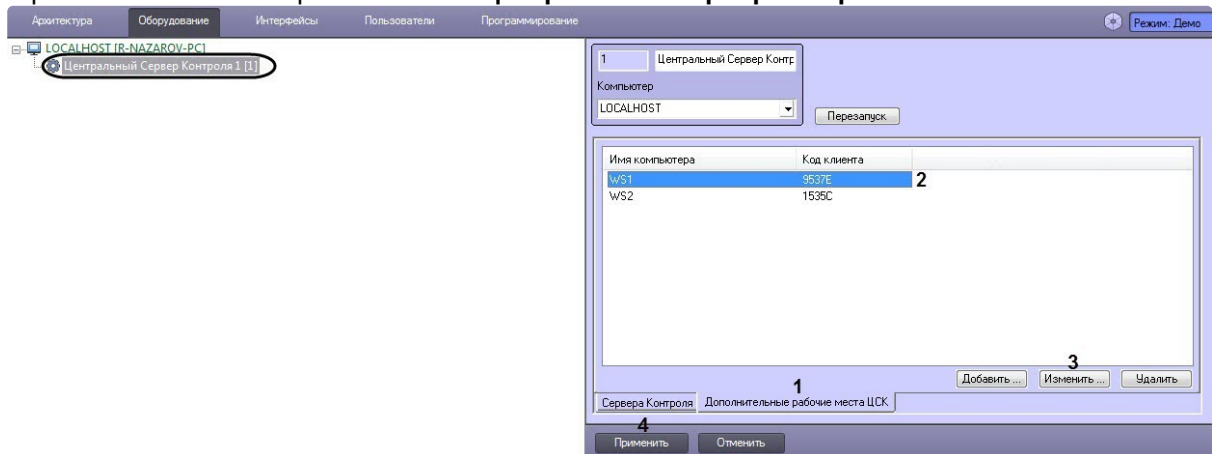 Архитектура Оборудование Интерфейсы Пользователи Программирование Режим: Демо
LOCALHOST [R-NAZAROV-PC]
Центральный Сервер Контроля 1 [1]
1 Центральный Сервер Контр
Компьютер
LOCALHOST
Перезапуск
Имя компьютера Код клиента
WS1 9537E 2
WS2 1535C
3
Добавить ... Изменить ... Удалить
1
Сервера Контроля Дополнительные рабочие места ЦСК
4
Применить Отменить